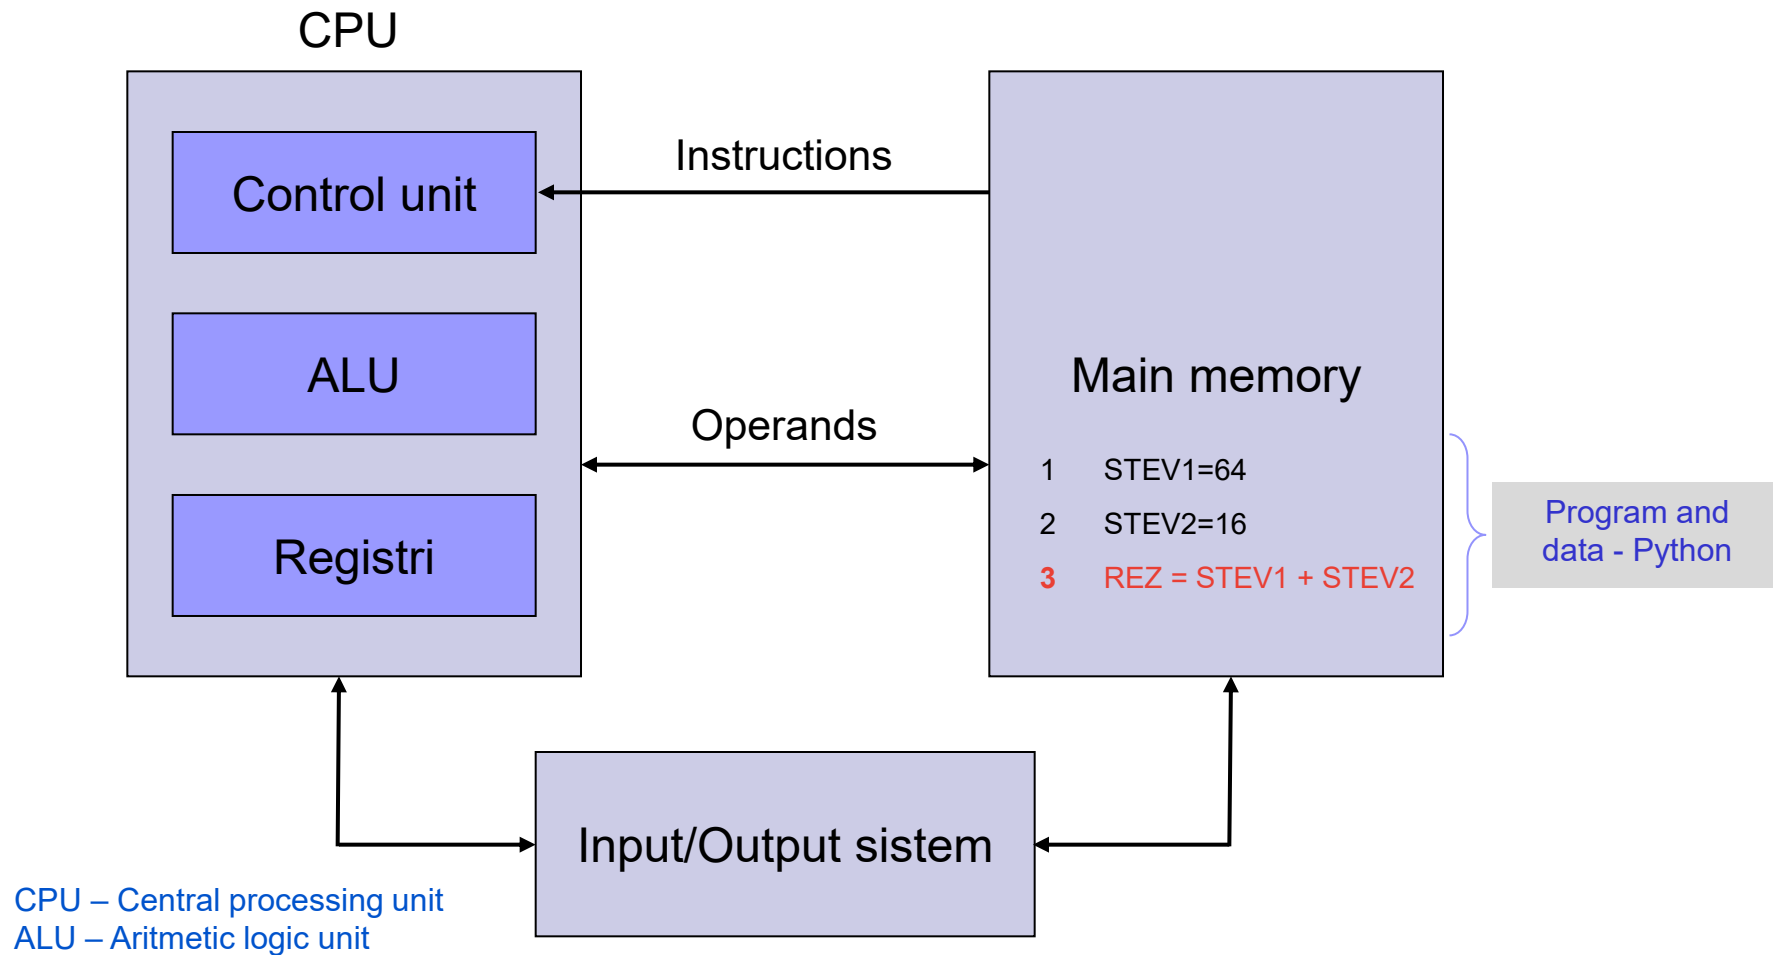 CPU
Control unit
ALU
Registri
Instructions
Operands
Main memory
1 STEV1=64
2 STEV2=16
3 REZ = STEV1 + STEV2
Program and
data - Python
Input/Output sistem
CPU – Central processing unit
ALU – Aritmetic logic unit